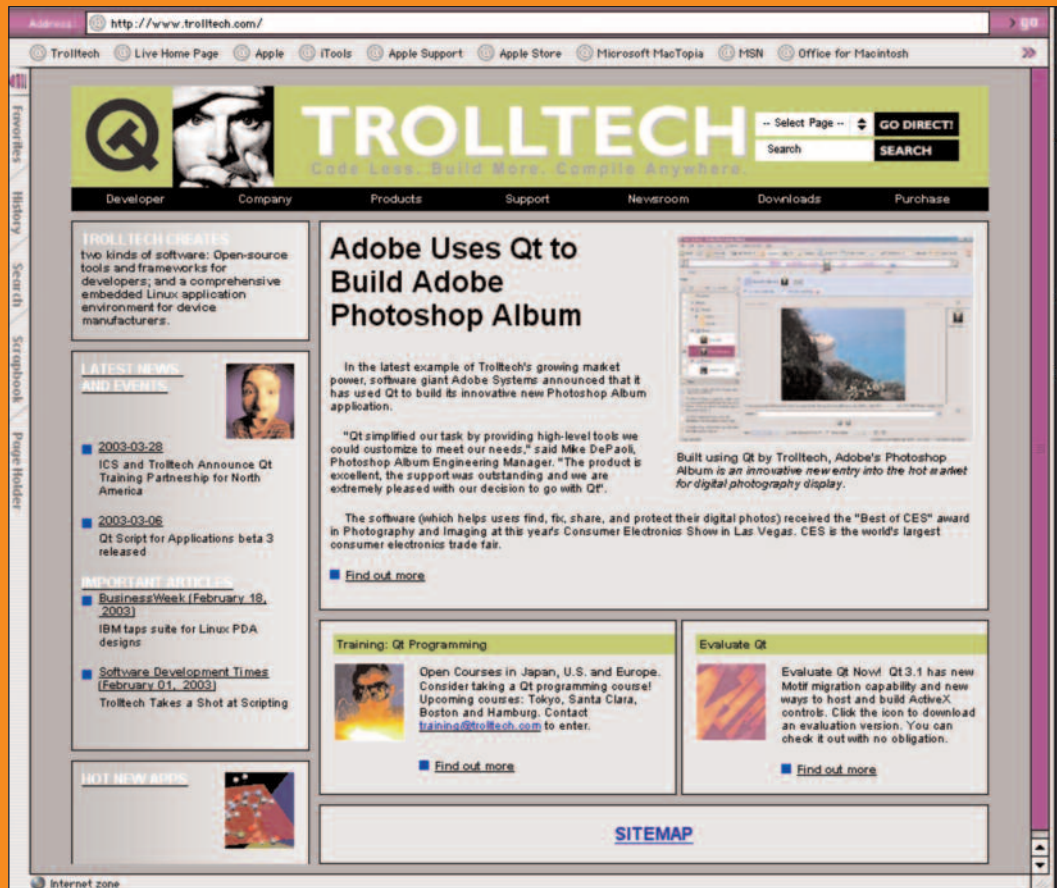 Address: http://www.trolltech.com/ > go
Trolltech Live Home Page Apple iTools Apple Support Apple Store Microsoft MacTopia MSN Office for Macintosh
Favorites
History
Search
Scrapbook
Page Holder
TROLLTECH
Code Less. Build More. Compile Anywhere.
-- Select Page -- GO DIRECT!
Search SEARCH
Developer Company Products Support Newsroom Downloads Purchase
TROLLTECH CREATES
two kinds of software: Open-source
tools and frameworks for
developers; and a comprehensive
embedded Linux application
environment for device
manufacturers.
LATEST NEWS
AND EVENTS
2003-03-28
ICS and Trolltech Announce Qt
Training Partnership for North
America
2003-03-06
Qt Script for Applications beta 3
released
IMPORTANT ARTICLES
BusinessWeek (February 18,
2003)
IBM taps suite for Linux PDA
designs
Software Development Times
(February 01, 2003)
Trolltech Takes a Shot at Scripting
HOT NEW APPS
Adobe Uses Qt to
Build Adobe
Photoshop Album
In the latest example of Trolltech's growing market
power, software giant Adobe Systems announced that it
has used Qt to build its innovative new Photoshop Album
application.
"Qt simplified our task by providing high-level tools we
could customize to meet our needs," said Mike DePaoli,
Photoshop Album Engineering Manager. "The product is
excellent, the support was outstanding and we are
extremely pleased with our decision to go with Qt".
Built using Qt by Trolltech, Adobe's Photoshop
Album is an innovative new entry into the hot market
for digital photography display.
The software (which helps users find, fix, share, and protect their digital photos) received the "Best of CES" award
in Photography and Imaging at this year's Consumer Electronics Show in Las Vegas. CES is the world's largest
consumer electronics trade fair.
Find out more
Training: Qt Programming
Open Courses in Japan, U.S. and Europe.
Consider taking a Qt programming course!
Upcoming courses: Tokyo, Santa Clara,
Boston and Hamburg. Contact
training@trolltech.com to enter.
Find out more
Evaluate Qt
Evaluate Qt Now! Qt 3.1 has new
Motif migration capability and new
ways to host and build ActiveX
controls. Click the icon to download
an evaluation version. You can
check it out with no obligation.
Find out more
SITEMAP
Internet zone